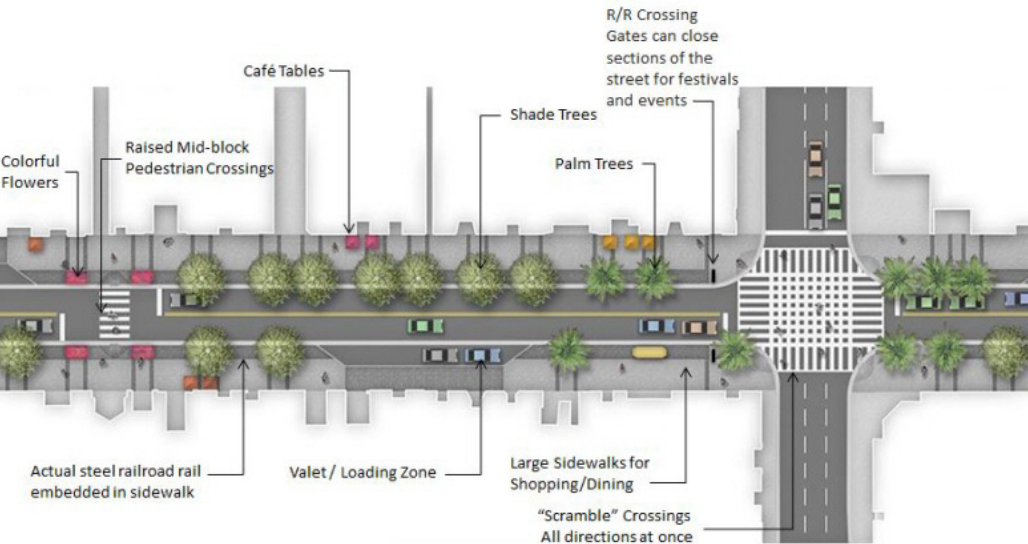 R/R Crossing
Gates can close
sections of the
street for festivals
and events
Café Tables
Shade Trees
Raised Mid-block
Pedestrian Crossings
Colorful
Flowers
Palm Trees
Actual steel railroad rail
embedded in sidewalk
Valet / Loading Zone
Large Sidewalks for
Shopping/Dining
“Scramble” Crossings
All directions at once